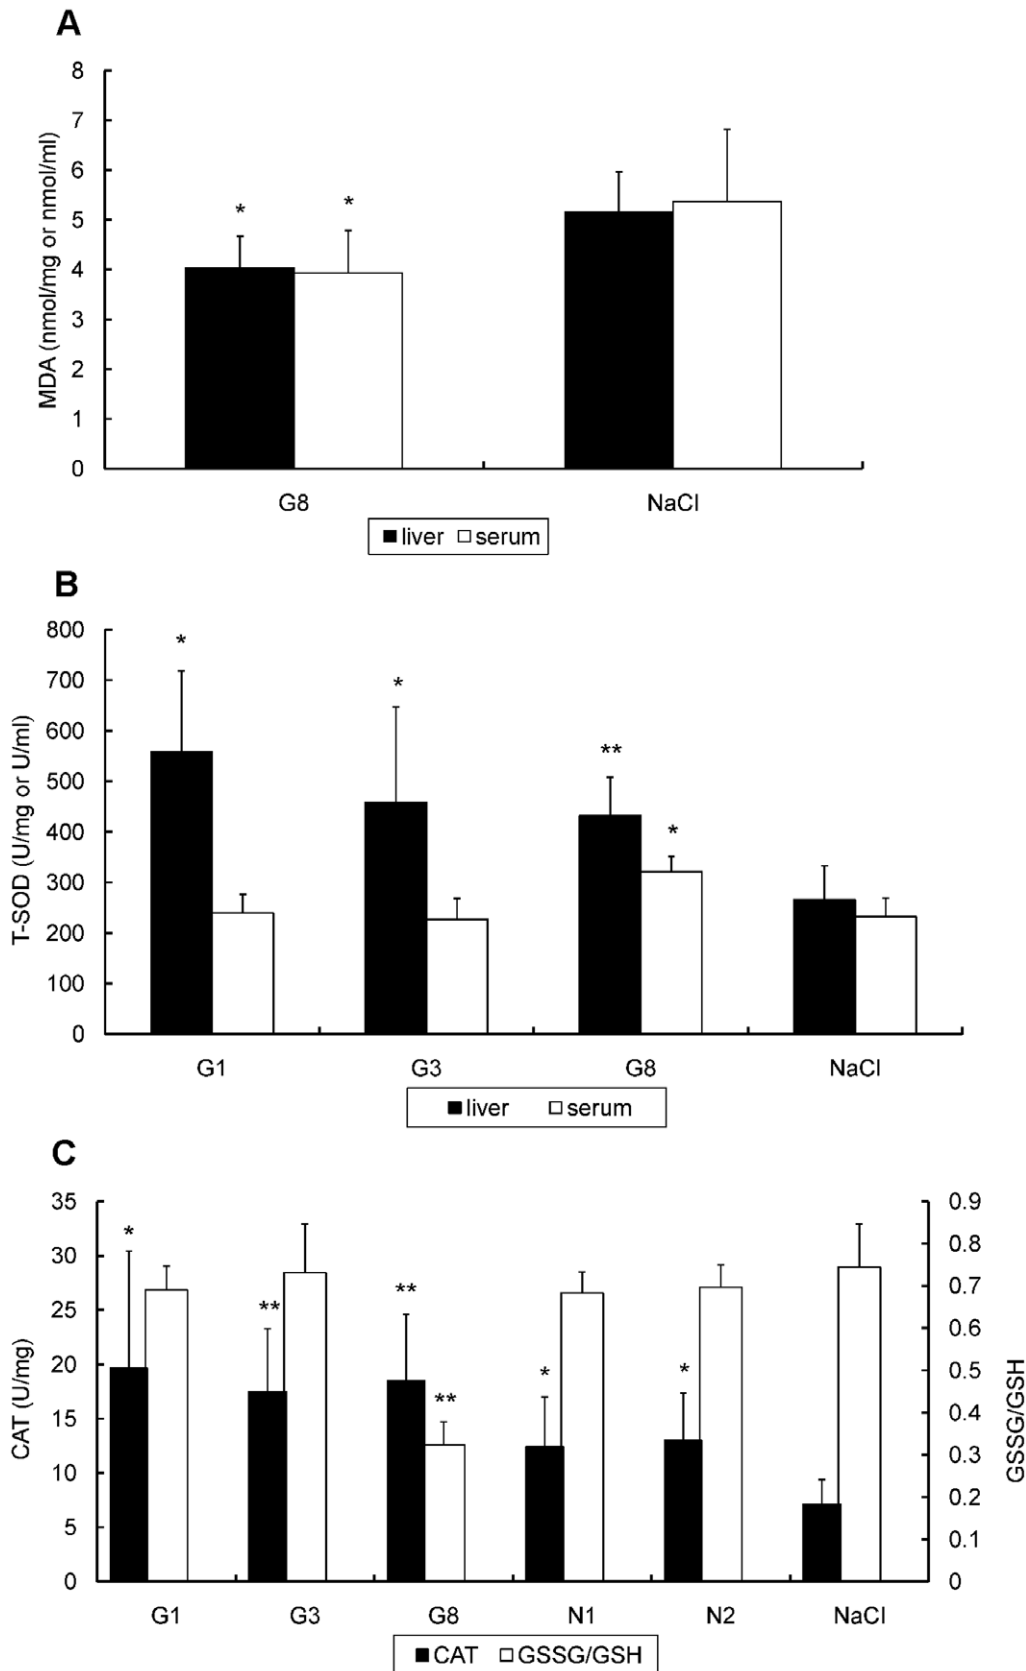 A
8
7
6
5
4
3
2
1
0
MDA (nmol/mg or nmol/ml)
* *
G8 NaCl
liver serum
B
800
700
600
500
400
300
200
100
0
T-SOD (U/mg or U/ml)
* * ** *
G1 G3 G8 NaCl
liver serum
C
35
30
25
20
15
10
5
0
CAT (U/mg)
* ** ** ** * *
0.9
0.8
0.7
0.6
0.5
0.4
0.3
0.2
0.1
0
GSSG/GSH
G1 G3 G8 N1 N2 NaCl
CAT GSSG/GSH